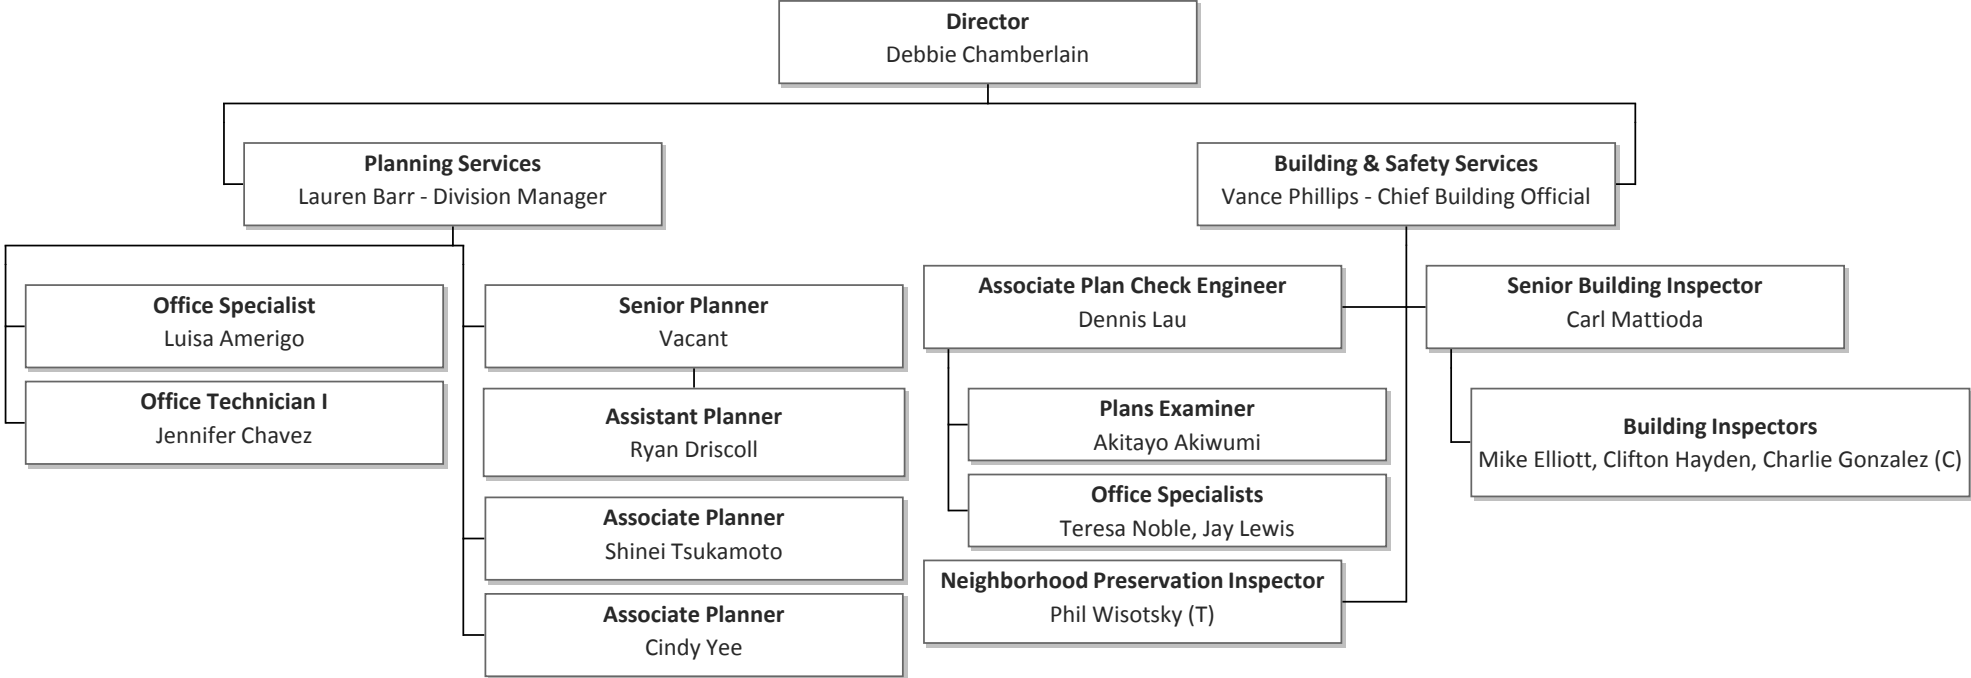 Director
Debbie Chamberlain
Planning Services
Lauren Barr - Division Manager
Building & Safety Services
Vance Phillips - Chief Building Official
Office Specialist
Luisa Amerigo
Office Technician I
Jennifer Chavez
Senior Planner
Vacant
Assistant Planner
Ryan Driscoll
Associate Planner
Shinei Tsukamoto
Associate Planner
Cindy Yee
Associate Plan Check Engineer
Dennis Lau
Plans Examiner
Akitayo Akiwumi
Office Specialists
Teresa Noble, Jay Lewis
Neighborhood Preservation Inspector
Phil Wisotsky (T)
Senior Building Inspector
Carl Mattioda
Building Inspectors
Mike Elliott, Clifton Hayden, Charlie Gonzalez (C)